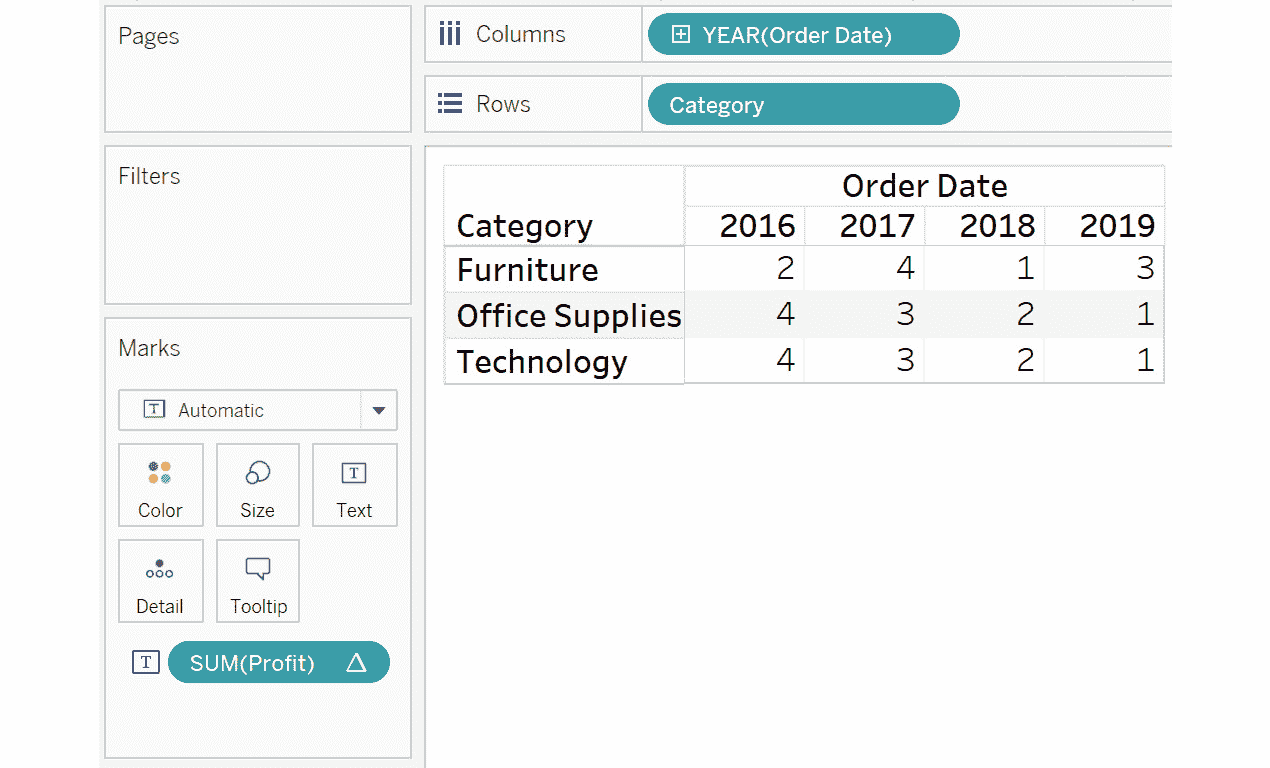 Pages
Columns
YEAR(Order Date)
Rows
Category
Filters
Order Date
Category 2016 2017 2018 2019
Furniture 2 4 1 3
Office Supplies 4 3 2 1
Technology 4 3 2 1
Marks
T Automatic
Color Size T Text
Detail Tooltip
T SUM(Profit) Δ